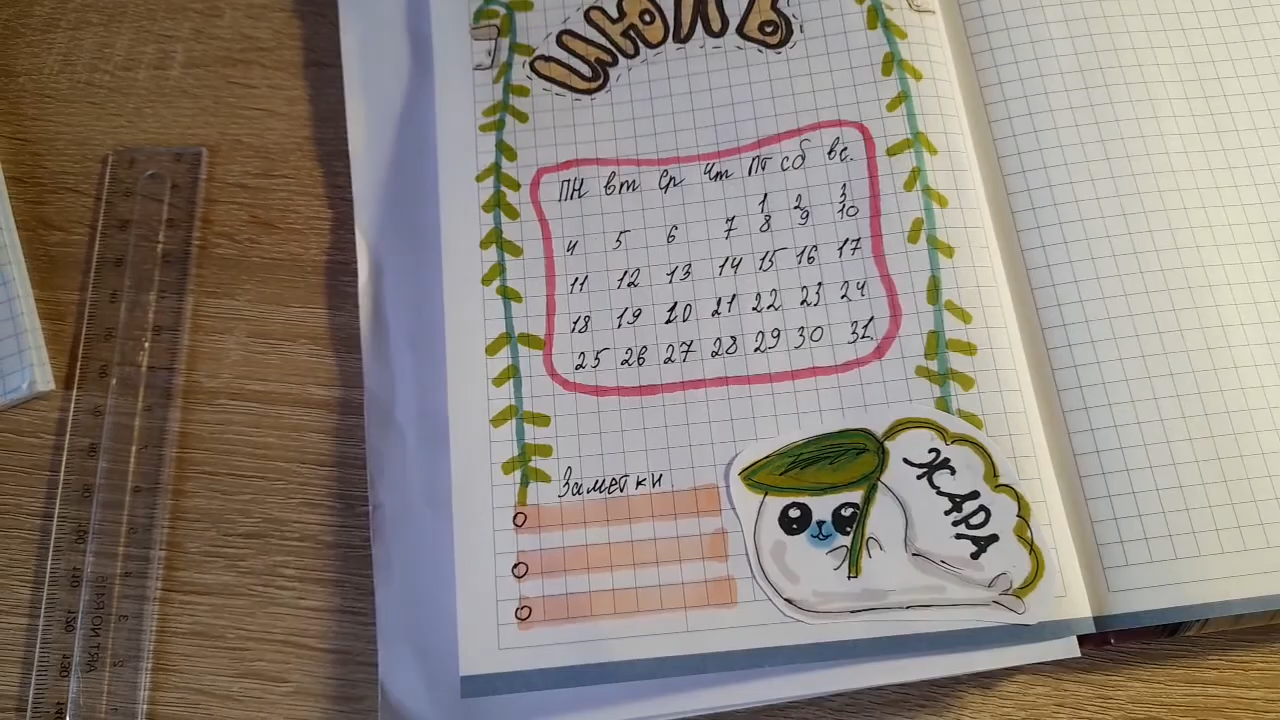 июль
ПН вт ср чт ПТ сб вс.
1 2 3
4 5 6 7 8 9 10
11 12 13 14 15 16 17
18 19 20 21 22 23 24
25 26 27 28 29 30 31
Заметки
ЖАРА